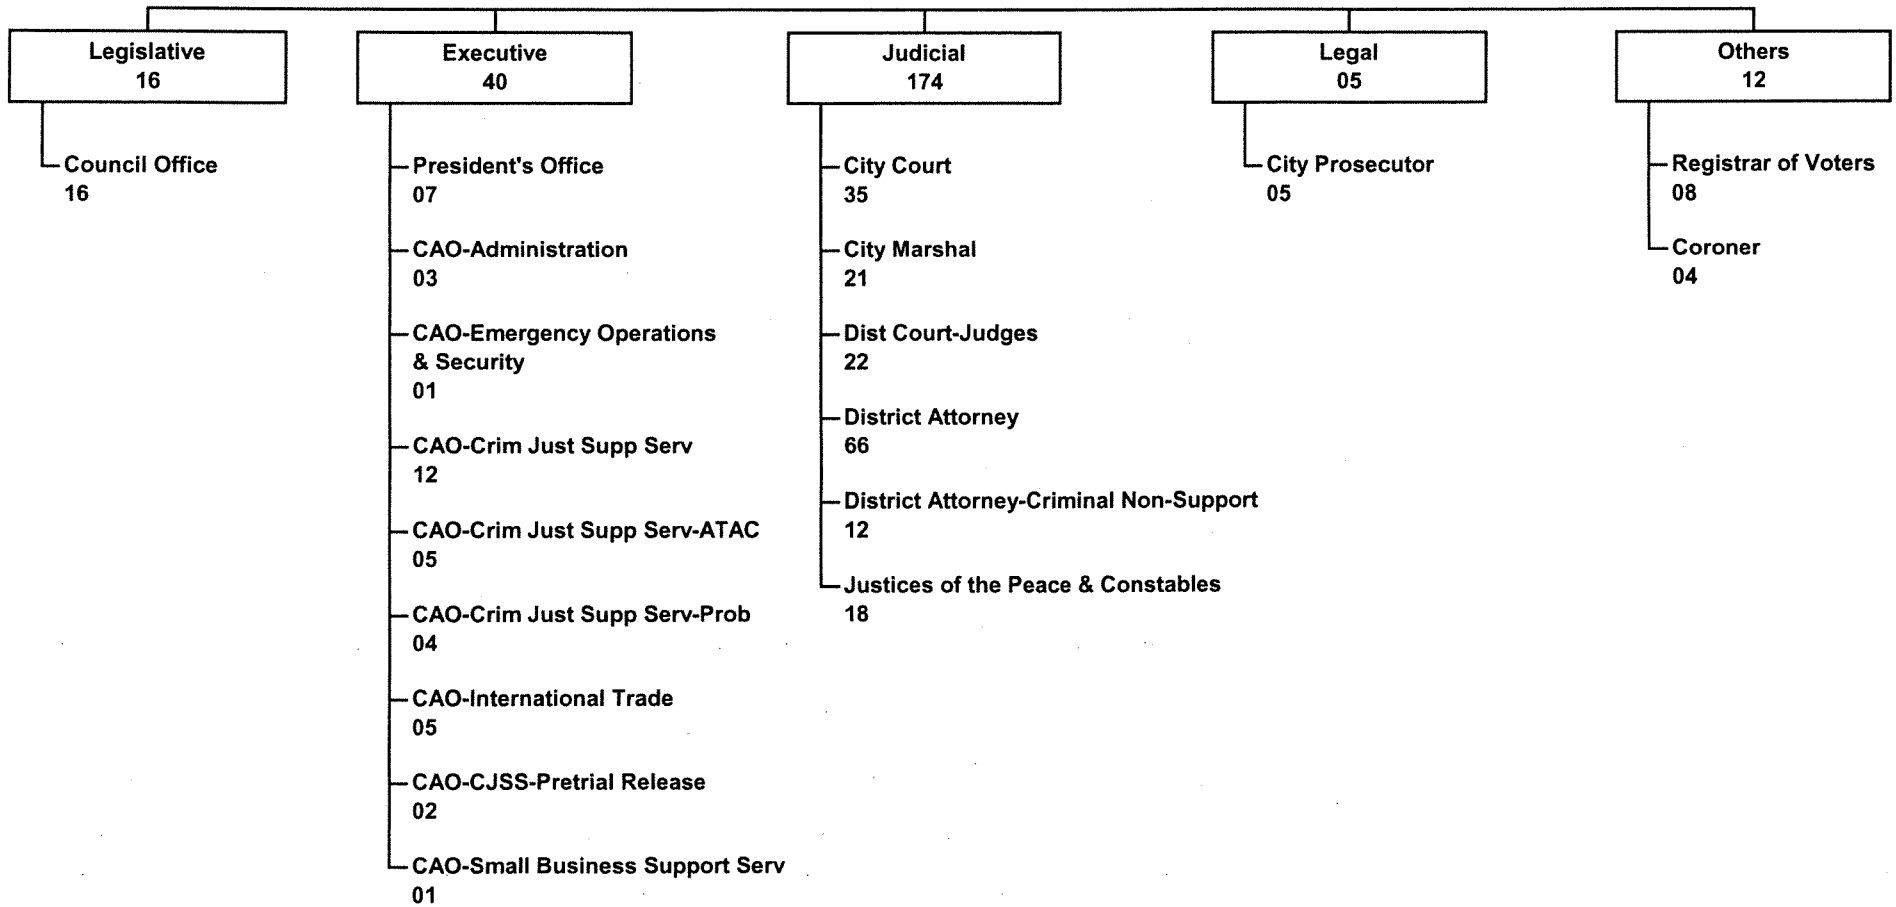 Legislative
16
Council Office
16
Executive
40
President's Office
07
CAO-Administration
03
CAO-Emergency Operations
& Security
01
CAO-Crim Just Supp Serv
12
CAO-Crim Just Supp Serv-ATAC
05
CAO-Crim Just Supp Serv-Prob
04
CAO-International Trade
05
CAO-CJSS-Pretrial Release
02
CAO-Small Business Support Serv
01
Judicial
174
City Court
35
City Marshal
21
Dist Court-Judges
22
District Attorney
66
District Attorney-Criminal Non-Support
12
Justices of the Peace & Constables
18
Legal
05
City Prosecutor
05
Others
12
Registrar of Voters
08
Coroner
04